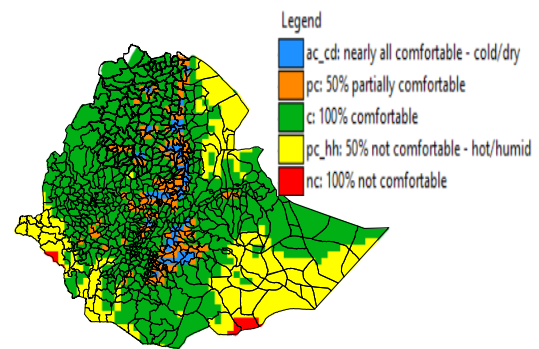 Legend
ac_cd: nearly all comfortable - cold/dry
pc: 50% partially comfortable
c: 100% comfortable
pc_hh: 50% not comfortable - hot/humid
nc: 100% not comfortable